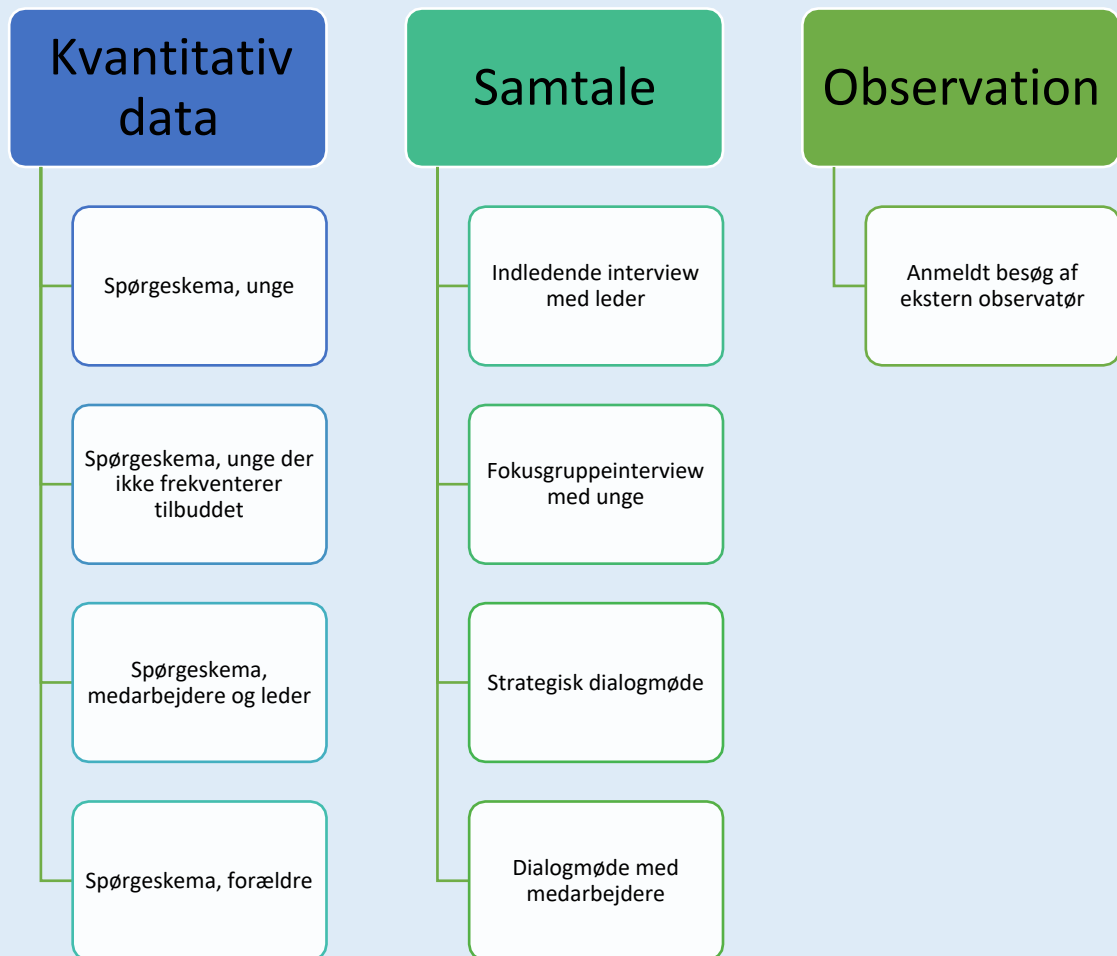 Kvantitativ
data
Spørgeskema, unge
Spørgeskema, unge der
ikke frekventerer
tilbuddet
Spørgeskema,
medarbejdere og leder
Spørgeskema, forældre
Samtale
Indledende interview
med leder
Fokusgruppeinterview
med unge
Strategisk dialogmøde
Dialogmøde med
medarbejdere
Observation
Anmeldt besøg af
ekstern observatør